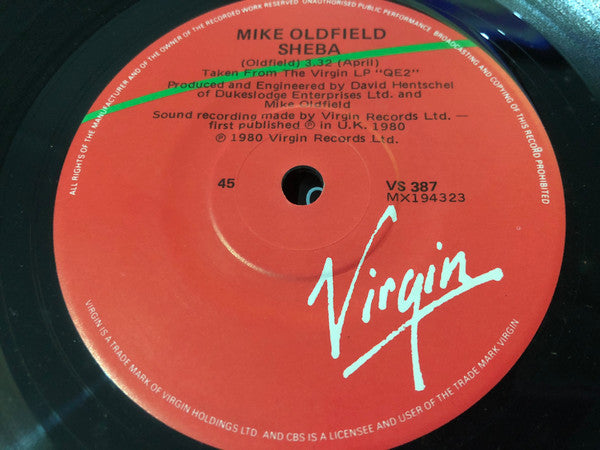 ALL RIGHTS OF THE MANUFACTURER AND OF THE OWNER OF THE RECORDED WORK RESERVED UNAUTHORISED PUBLIC PERFORMANCE BROADCASTING AND COPYING OF THIS RECORD PROHIBITED
MIKE OLDFIELD
SHEBA
(Oldfield) 3.32 (April)
Taken From The Virgin LP "QE2"
Produced and Engineered by David Hentschel
of Dukeslodge Enterprises Ltd. and
Mike Oldfield
Sound recording made by Virgin Records Ltd. —
first published ℗ in U.K. 1980
℗ 1980 Virgin Records Ltd.
45
VS 387
MX194323
Virgin
VIRGIN IS A TRADE MARK OF VIRGIN HOLDINGS LTD AND CBS IS A LICENSEE AND USER OF THE TRADE MARK VIRGIN